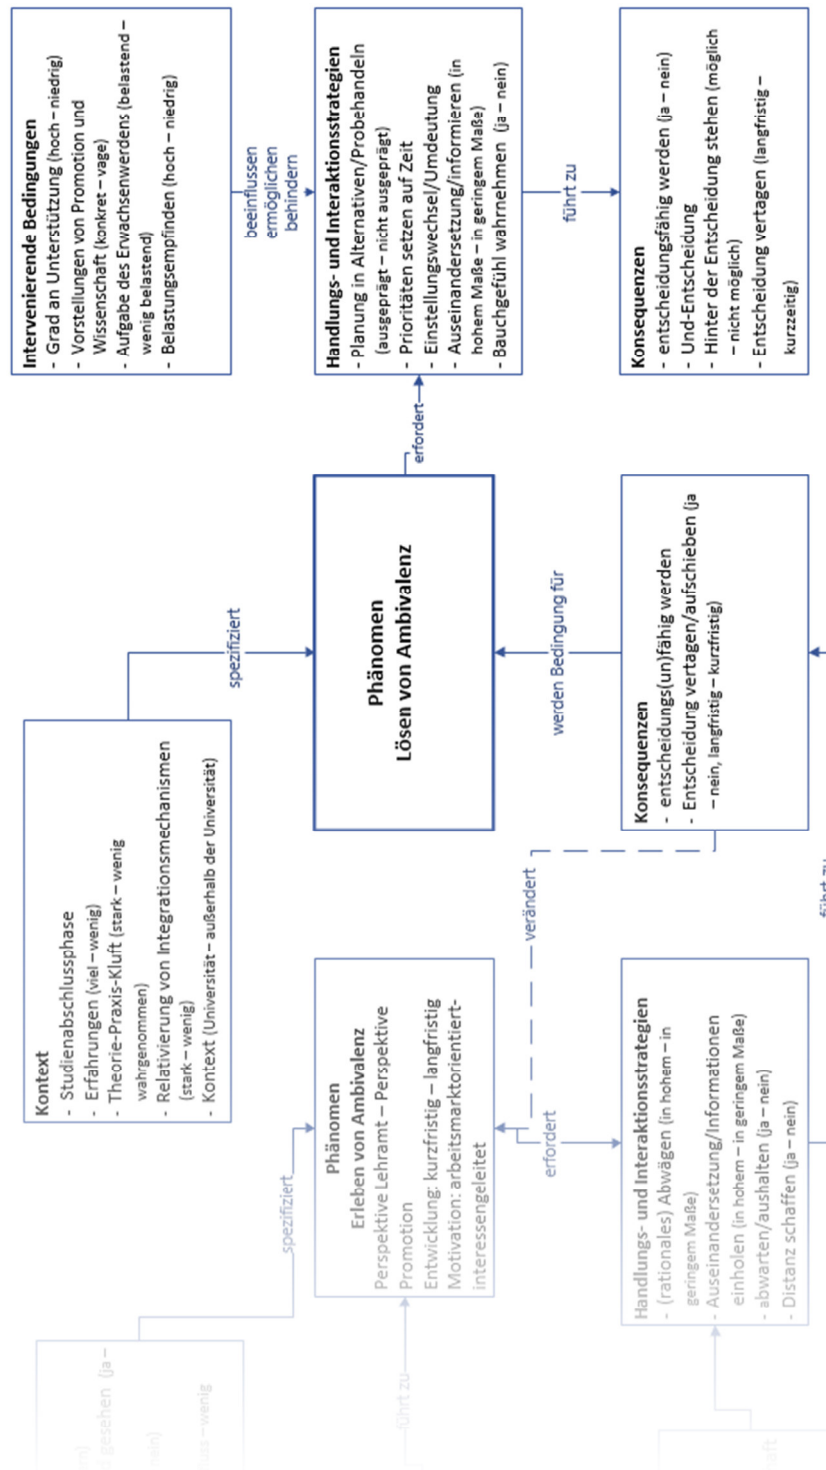 Kontext
- Studienabschlussphase
- Erfahrungen (viel – wenig)
- Theorie-Praxis-Kluft (stark – wenig
wahrgenommen)
- Relativierung von Integrationsmechanismen
(stark – wenig)
- Kontext (Universität – außerhalb der Universität)
spezifiziert
Intervenierende Bedingungen
- Grad an Unterstützung (hoch – niedrig)
- Vorstellungen von Promotion und
Wissenschaft (konkret – vage)
- Aufgabe des Erwachsenwerdens (belastend –
wenig belastend)
- Belastungsempfinden (hoch – niedrig)
beeinflussen
ermöglichen
behindern
gesehen (ja –
wenig
spezifiziert
führt zu
Phänomen
Erleben von Ambivalenz
Perspektive Lehramt – Perspektive
Promotion
Entwicklung: kurzfristig – langfristig
Motivation: arbeitsmarktorientiert-
interessengeleitet
Phänomen
Lösen von Ambivalenz
erfordert
Handlungs- und Interaktionsstrategien
- Planung in Alternativen/Probehandeln
(ausgeprägt – nicht ausgeprägt)
- Prioritäten setzen auf Zeit
- Einstellungswechsel/Umdeutung
- Auseinandersetzung/informieren (in
hohem Maße – in geringem Maße)
- Bauchgefühl wahrnehmen (ja – nein)
erfordert
verändert
werden Bedingung für
führt zu
Handlungs- und Interaktionsstrategien
- (rationales) Abwägen (in hohem – in
geringem Maße)
- Auseinandersetzung/Informationen
einholen (in hohem – in geringem Maße)
- abwarten/aushalten (ja – nein)
- Distanz schaffen (ja – nein)
Konsequenzen
- entscheidungs(un)fähig werden
- Entscheidung vertagen/aufschieben (ja
– nein, langfristig – kurzfristig)
Konsequenzen
- entscheidungsfähig werden (ja – nein)
- Und-Entscheidung
- Hinter der Entscheidung stehen (möglich
– nicht möglich)
- Entscheidung vertagen (langfristig –
kurzzeitig)